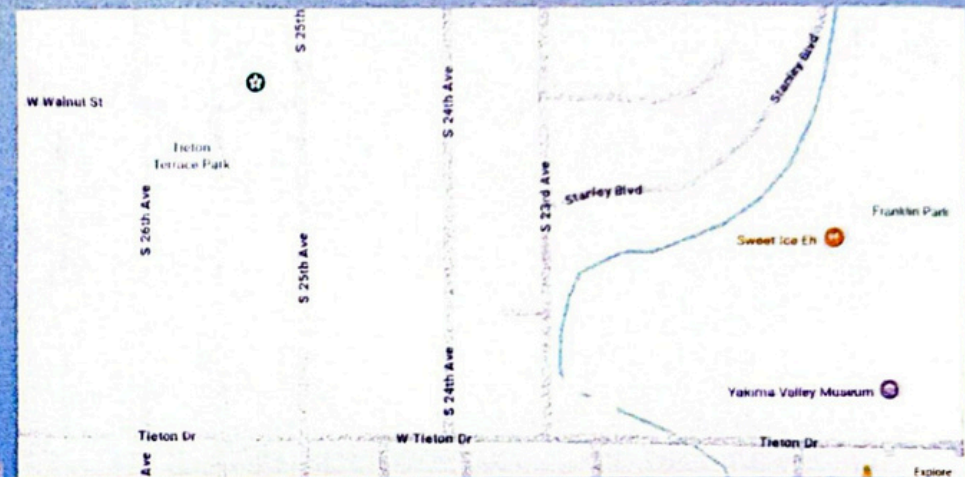 S 25th
Stanley Blvd
W Walnut St
S 24th Ave
Tieton
Terrace Park
S 26th Ave
S 23rd Ave
Stanley Blvd
Franklin Park
Sweet Ice Eh
S 25th Ave
S 24th Ave
Yakima Valley Museum
Tieton Dr
W Tieton Dr
Tieton Dr
Ave
Explore